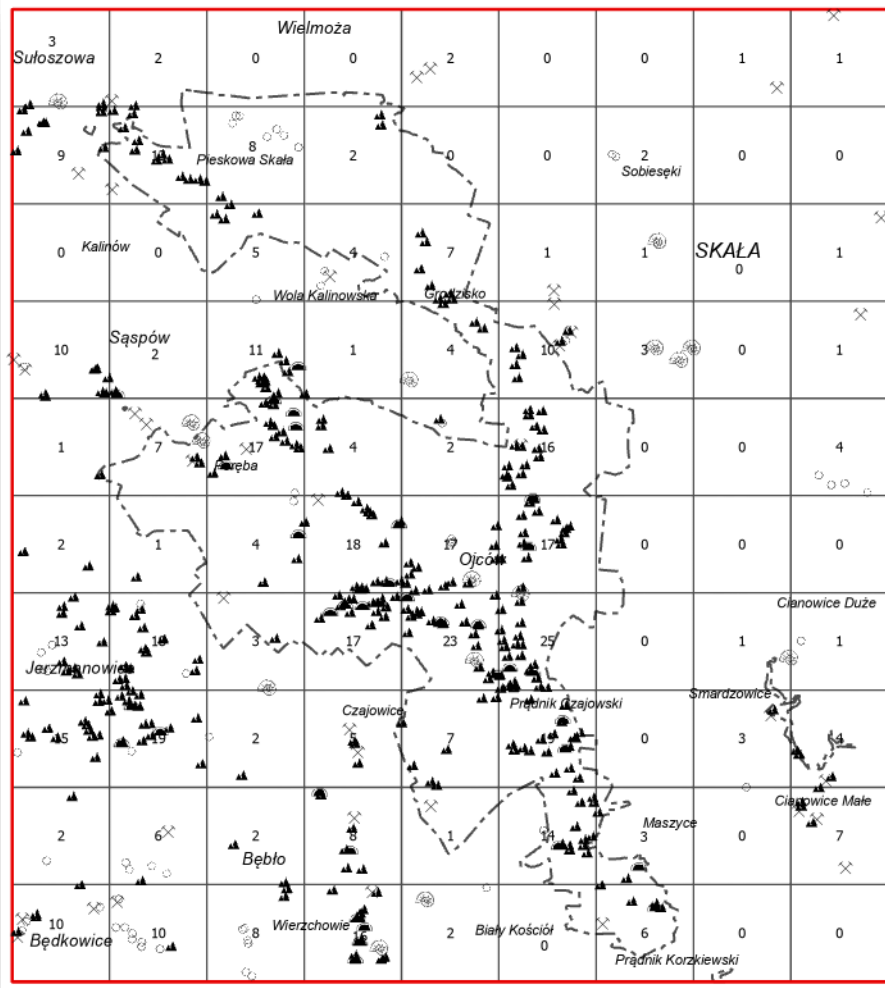 Wielmoża
3
Sułoszowa 2 0 0 2 0 0 1 1
8
9 2 0 0 2 0 0
Pieskowa Skała
Sobiesęki
Kalinów SKAŁA
0 0 5 4 7 1 1 1
0
Wola Kalinowska Grodzisko
Sąspów
10 2 11 1 4 10 3 0 1
1 7 17 4 2 16 0 0 4
Poręba
2 1 4 18 17 17 0 0 0
Ojców
Cianowice Duże
13 3 17 23 25 0 1 1
Jerzmanowice
Smardzowice
Prądnik Czajowski
Czajowice
15 19 2 5 7 19 0 3 4
Cianowice Małe
Maszyce
2 6 2 8 1 14 3 0 7
Bębło
10
Wierzchowie Biały Kościół
Będkowice 10 8 2 0 6 0 0
Prądnik Korzkiewski